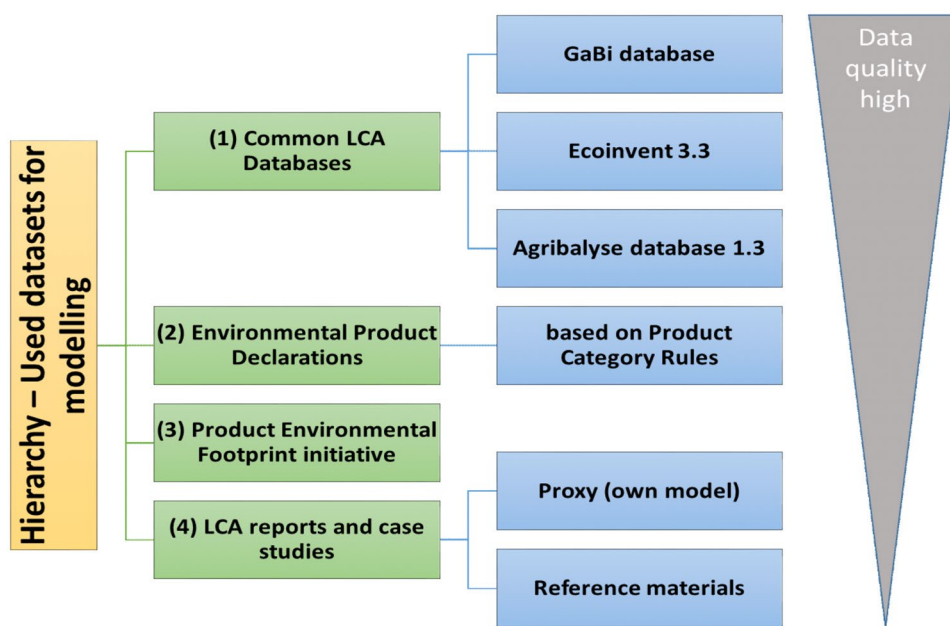 Hierarchy – Used datasets for
modelling
(1) Common LCA
Databases
GaBi database
Ecoinvent 3.3
Agribalyse database 1.3
(2) Environmental Product
Declarations
based on Product
Category Rules
(3) Product Environmental
Footprint initiative
(4) LCA reports and case
studies
Proxy (own model)
Reference materials
Data
quality
high